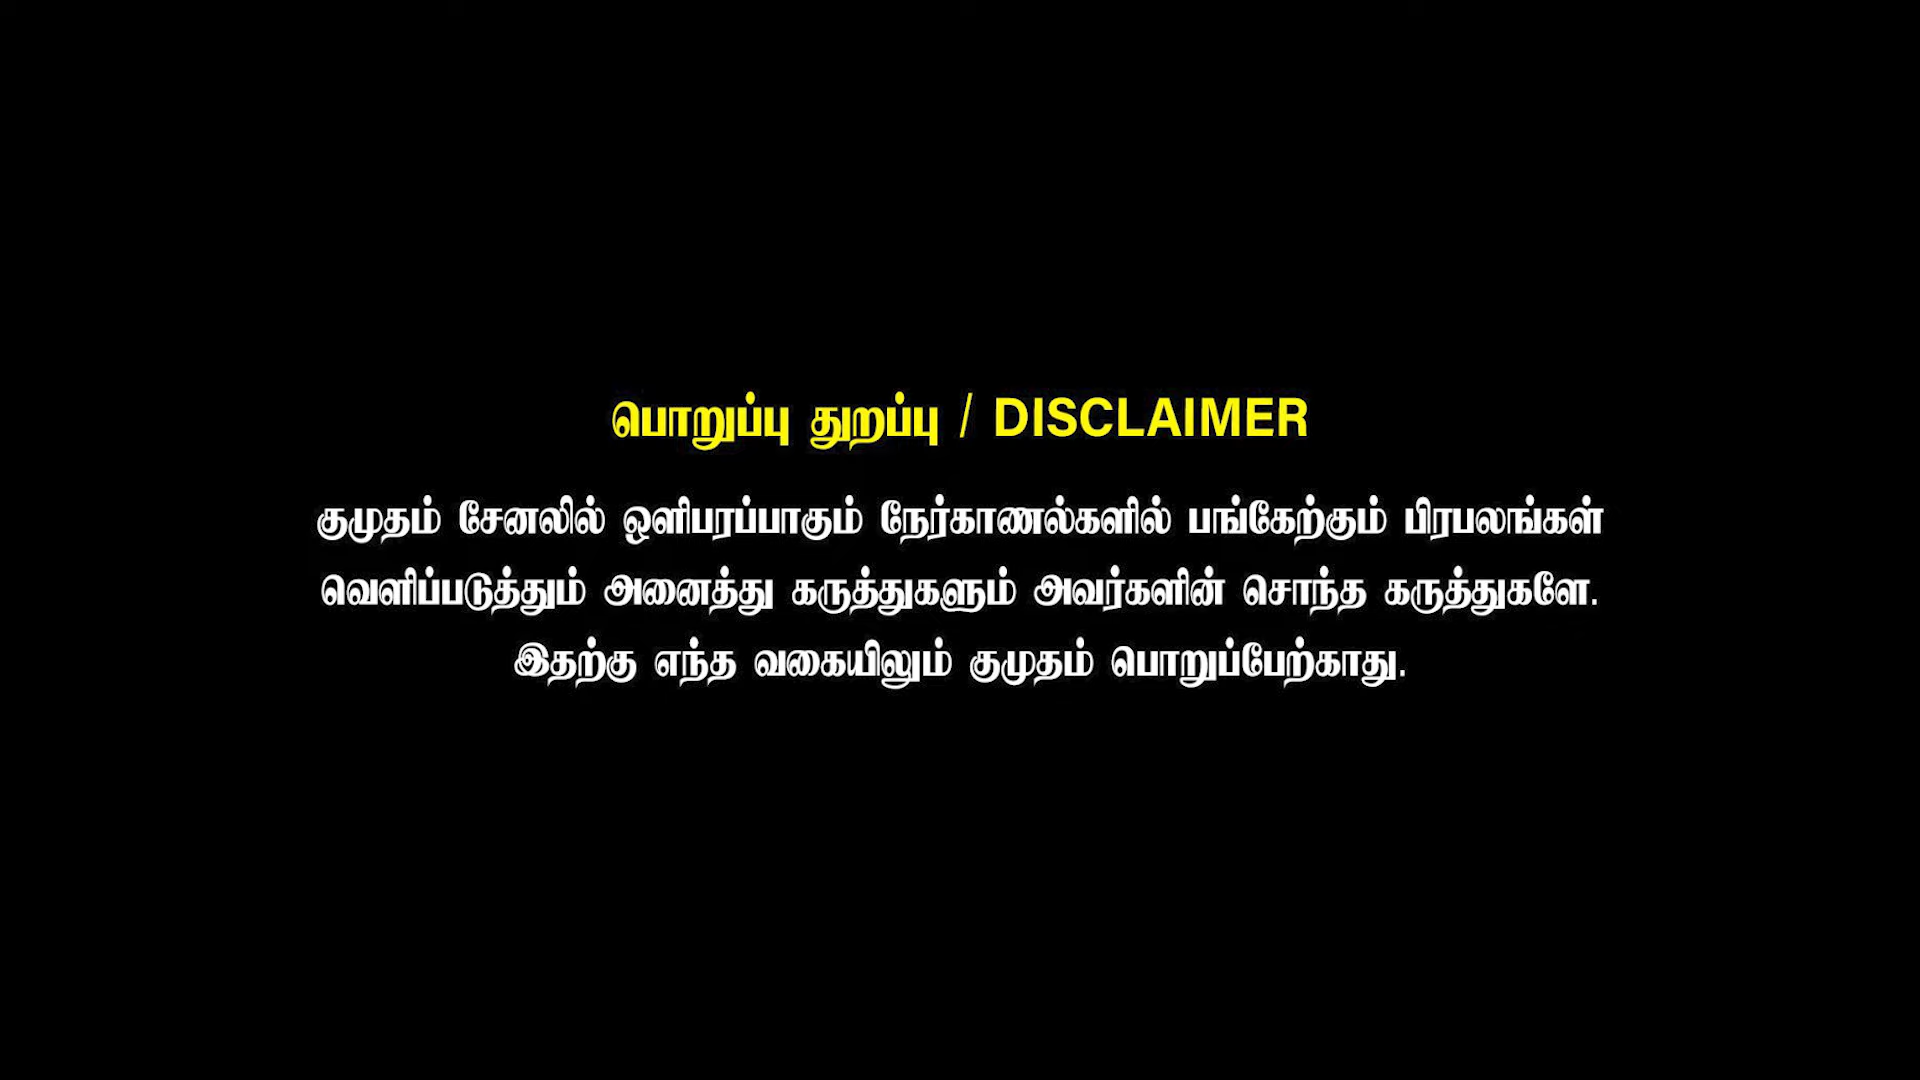 பொறுப்பு துறப்பு / DISCLAIMER
குமுதம் சேனலில் ஒளிபரப்பாகும் நேர்காணல்களில் பங்கேற்கும் பிரபலங்கள்
வெளிப்படுத்தும் அனைத்து கருத்துகளும் அவர்களின் சொந்த கருத்துகளே.
இதற்கு எந்த வகையிலும் குமுதம் பொறுப்பேற்காது.